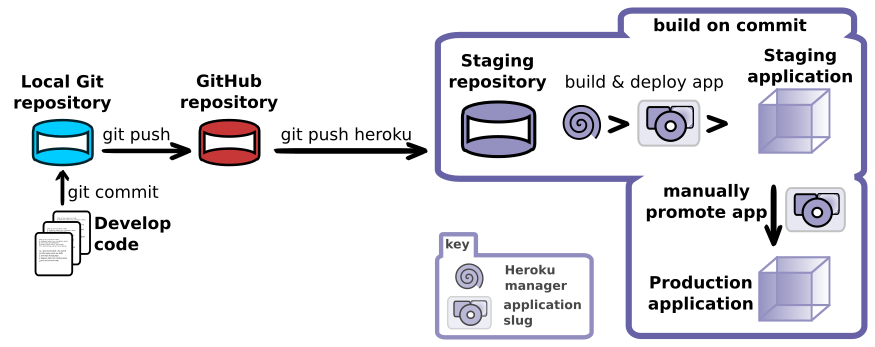 build on commit
Local Git
repository
GitHub
repository
Staging
repository
build & deploy app
Staging
application
git push
git push heroku
git commit
Develop
code
manually
promote app
key
Heroku
manager
application
slug
Production
application